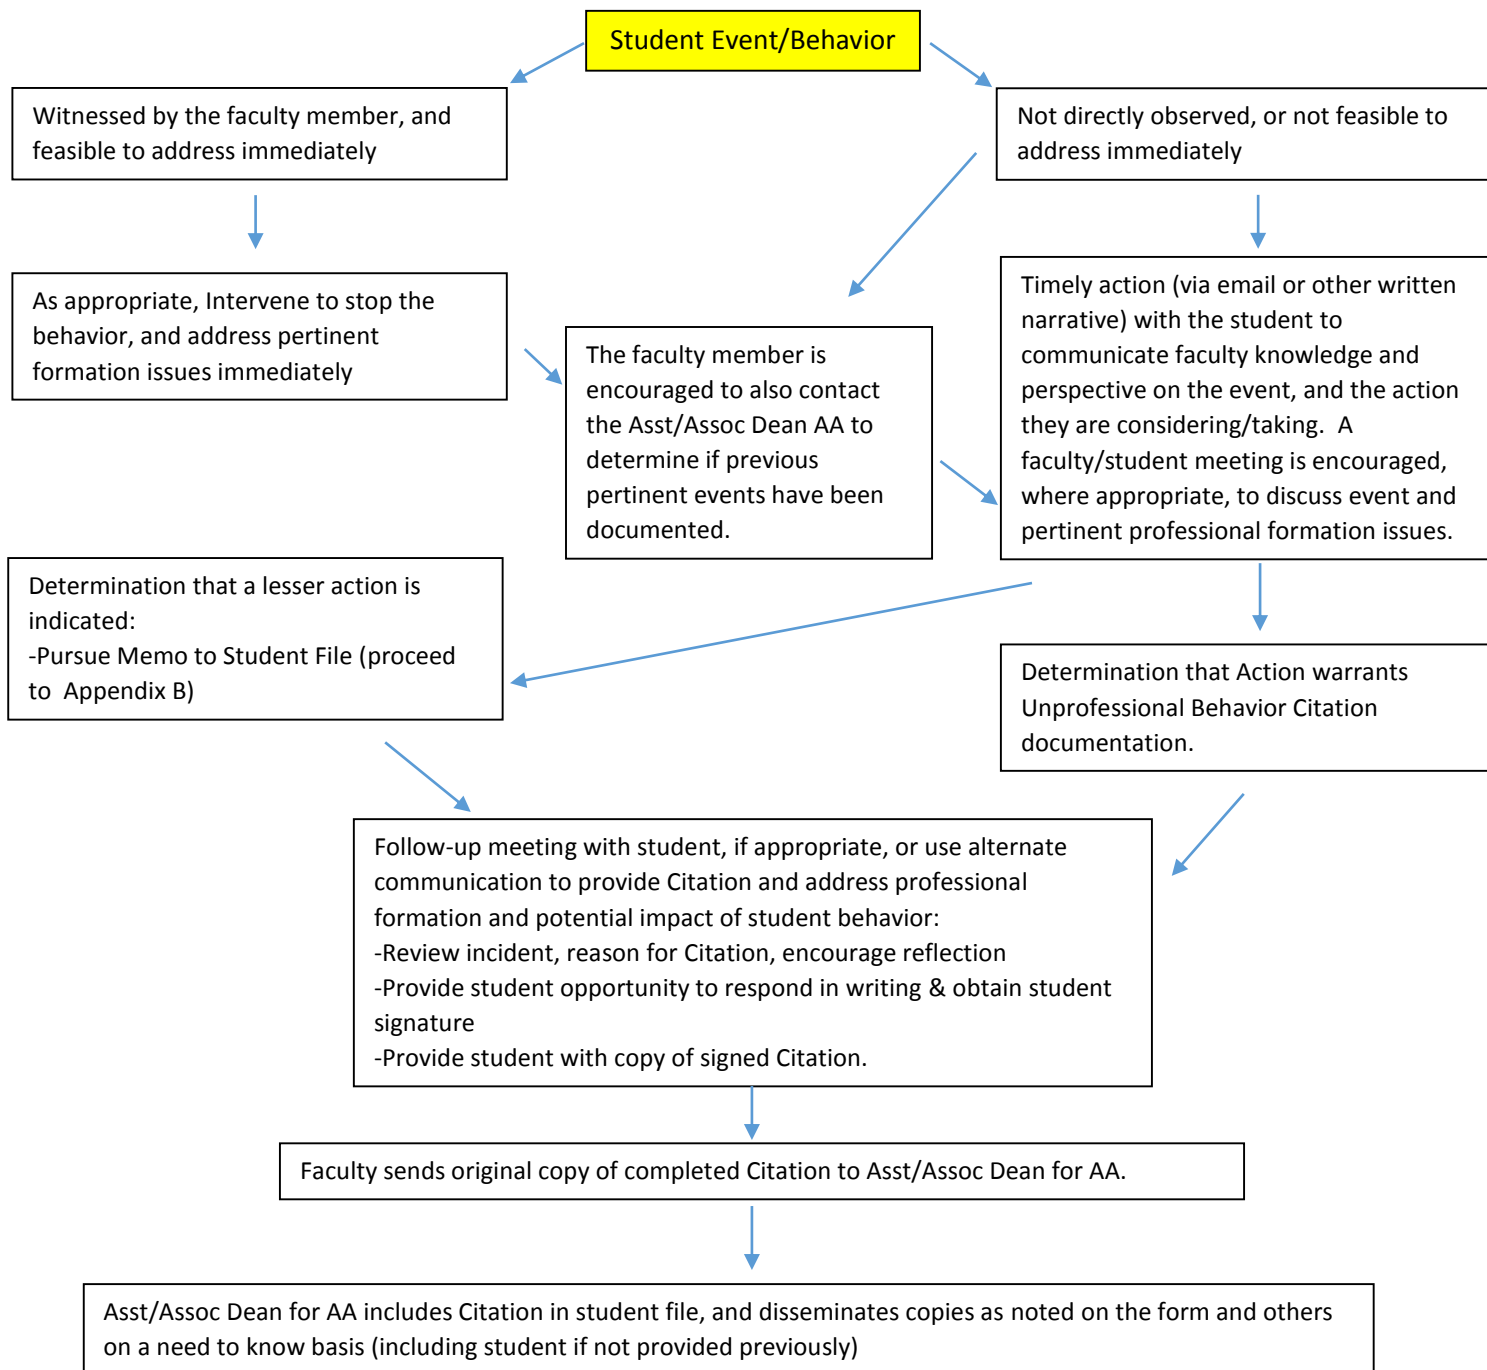 Student Event/Behavior
Witnessed by the faculty member, and
feasible to address immediately
Not directly observed, or not feasible to
address immediately
As appropriate, Intervene to stop the
behavior, and address pertinent
formation issues immediately
The faculty member is
encouraged to also contact
the Asst/Assoc Dean AA to
determine if previous
pertinent events have been
documented.
Timely action (via email or other written
narrative) with the student to
communicate faculty knowledge and
perspective on the event, and the action
they are considering/taking.  A
faculty/student meeting is encouraged,
where appropriate, to discuss event and
pertinent professional formation issues.
Determination that a lesser action is
indicated:
-Pursue Memo to Student File (proceed
to  Appendix B)
Determination that Action warrants
Unprofessional Behavior Citation
documentation.
Follow-up meeting with student, if appropriate, or use alternate
communication to provide Citation and address professional
formation and potential impact of student behavior:
-Review incident, reason for Citation, encourage reflection
-Provide student opportunity to respond in writing & obtain student
signature
-Provide student with copy of signed Citation.
Faculty sends original copy of completed Citation to Asst/Assoc Dean for AA.
Asst/Assoc Dean for AA includes Citation in student file, and disseminates copies as noted on the form and others
on a need to know basis (including student if not provided previously)